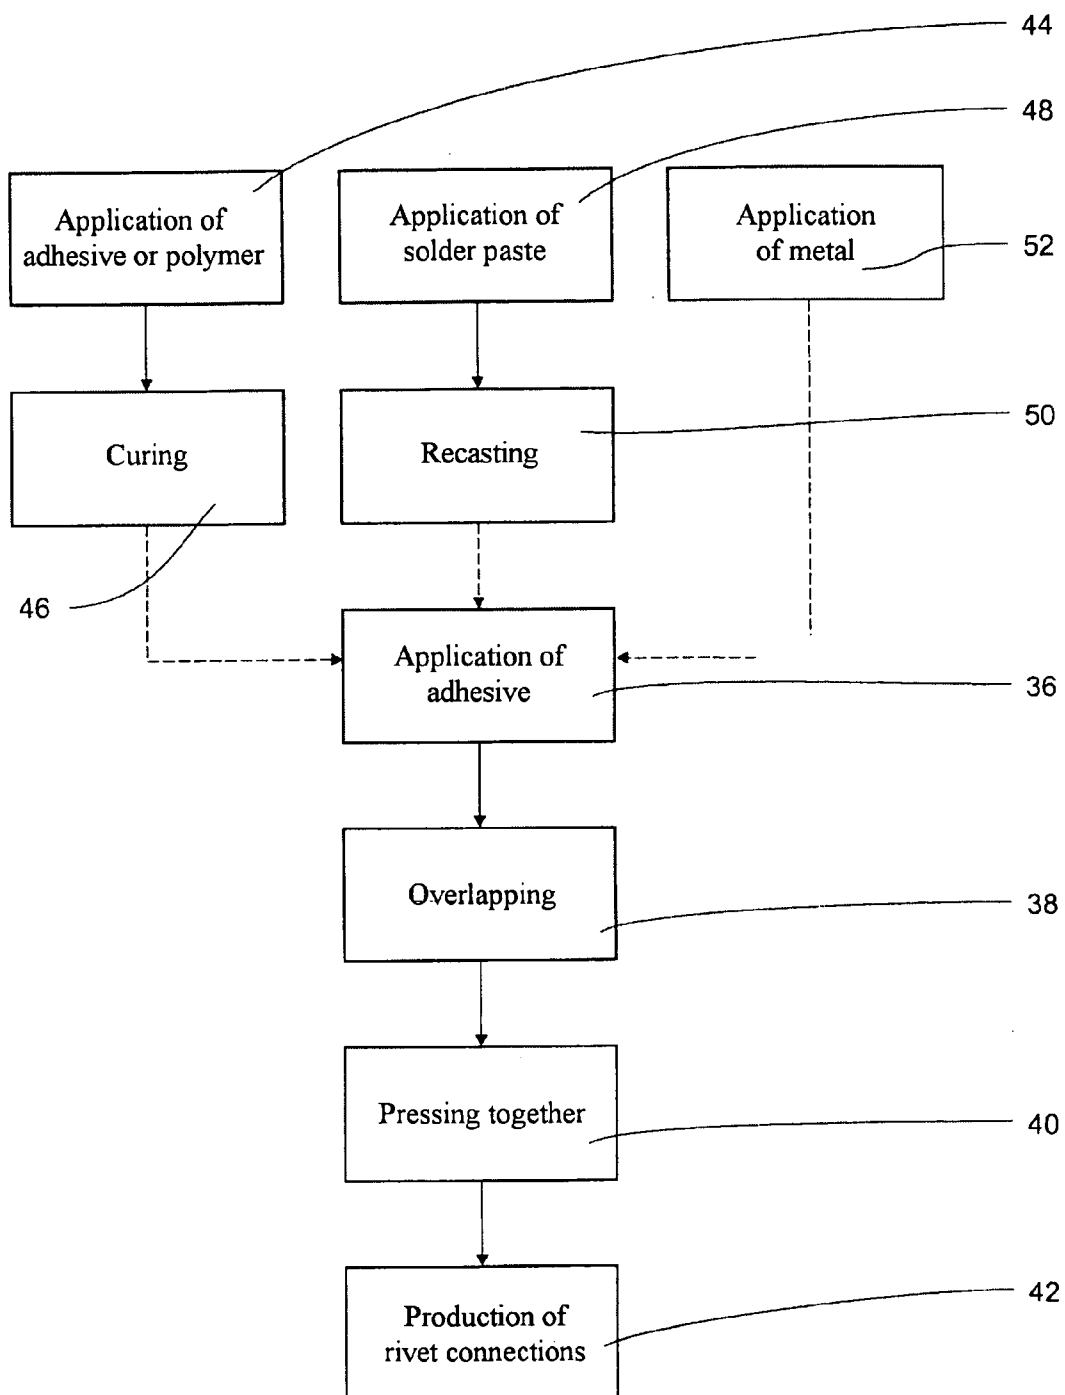 44
48
Application of
adhesive or polymer
Application of
solder paste
Application
of metal
52
Curing
Recasting
50
46
Application of
adhesive
36
Overlapping
38
Pressing together
40
Production of
rivet connections
42